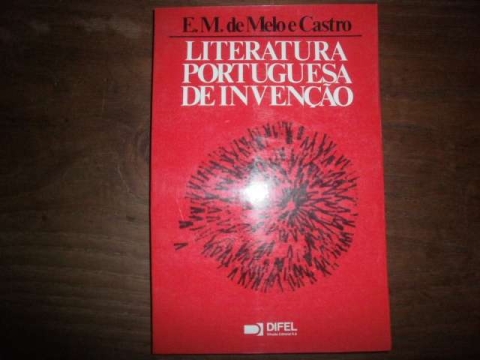 E. M. de Melo e Castro
LITERATURA
PORTUGUESA
DE INVENÇÃO
DIFEL